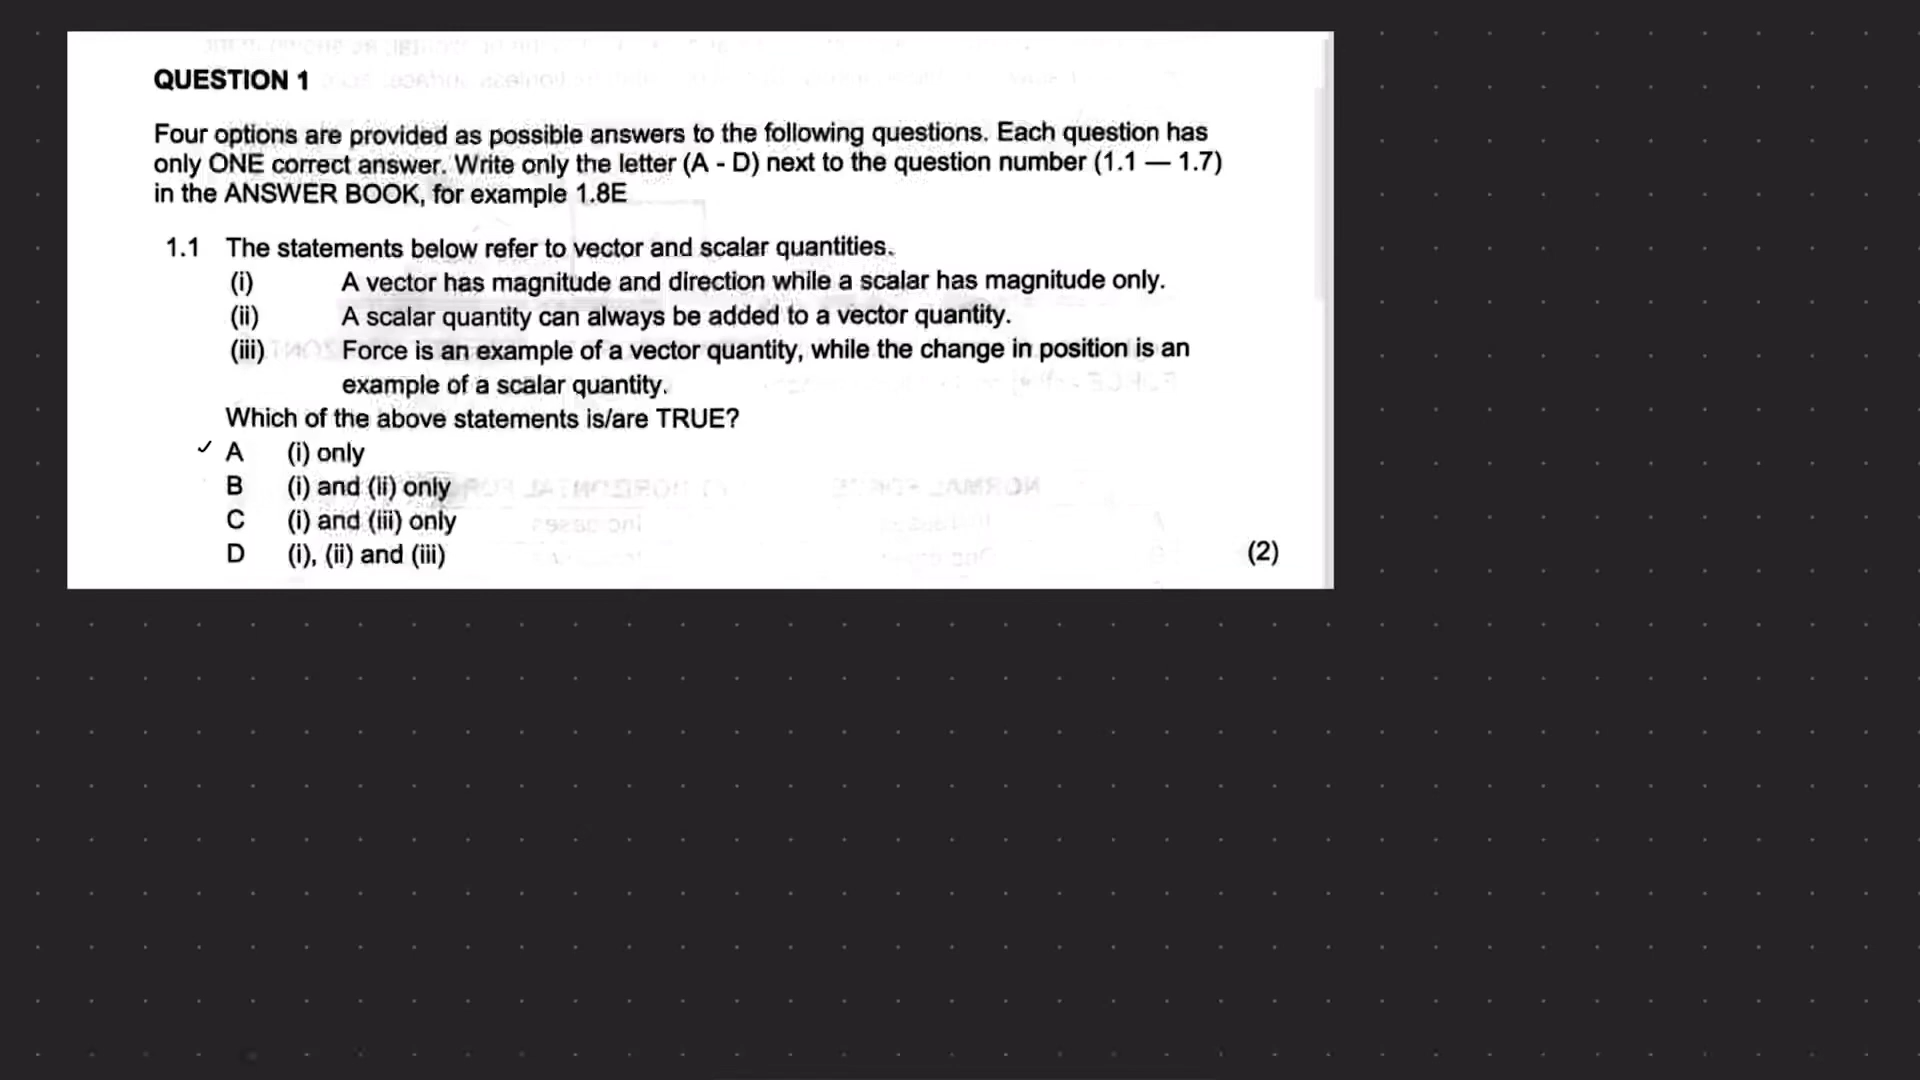 QUESTION 1
Four options are provided as possible answers to the following questions. Each question has
only ONE correct answer. Write only the letter (A - D) next to the question number (1.1 — 1.7)
in the ANSWER BOOK, for example 1.8E
1.1 The statements below refer to vector and scalar quantities.
(i) A vector has magnitude and direction while a scalar has magnitude only.
(ii) A scalar quantity can always be added to a vector quantity.
(iii) Force is an example of a vector quantity, while the change in position is an
example of a scalar quantity.
Which of the above statements is/are TRUE?
✓ A (i) only
B (i) and (ii) only
C (i) and (iii) only
D (i), (ii) and (iii) (2)